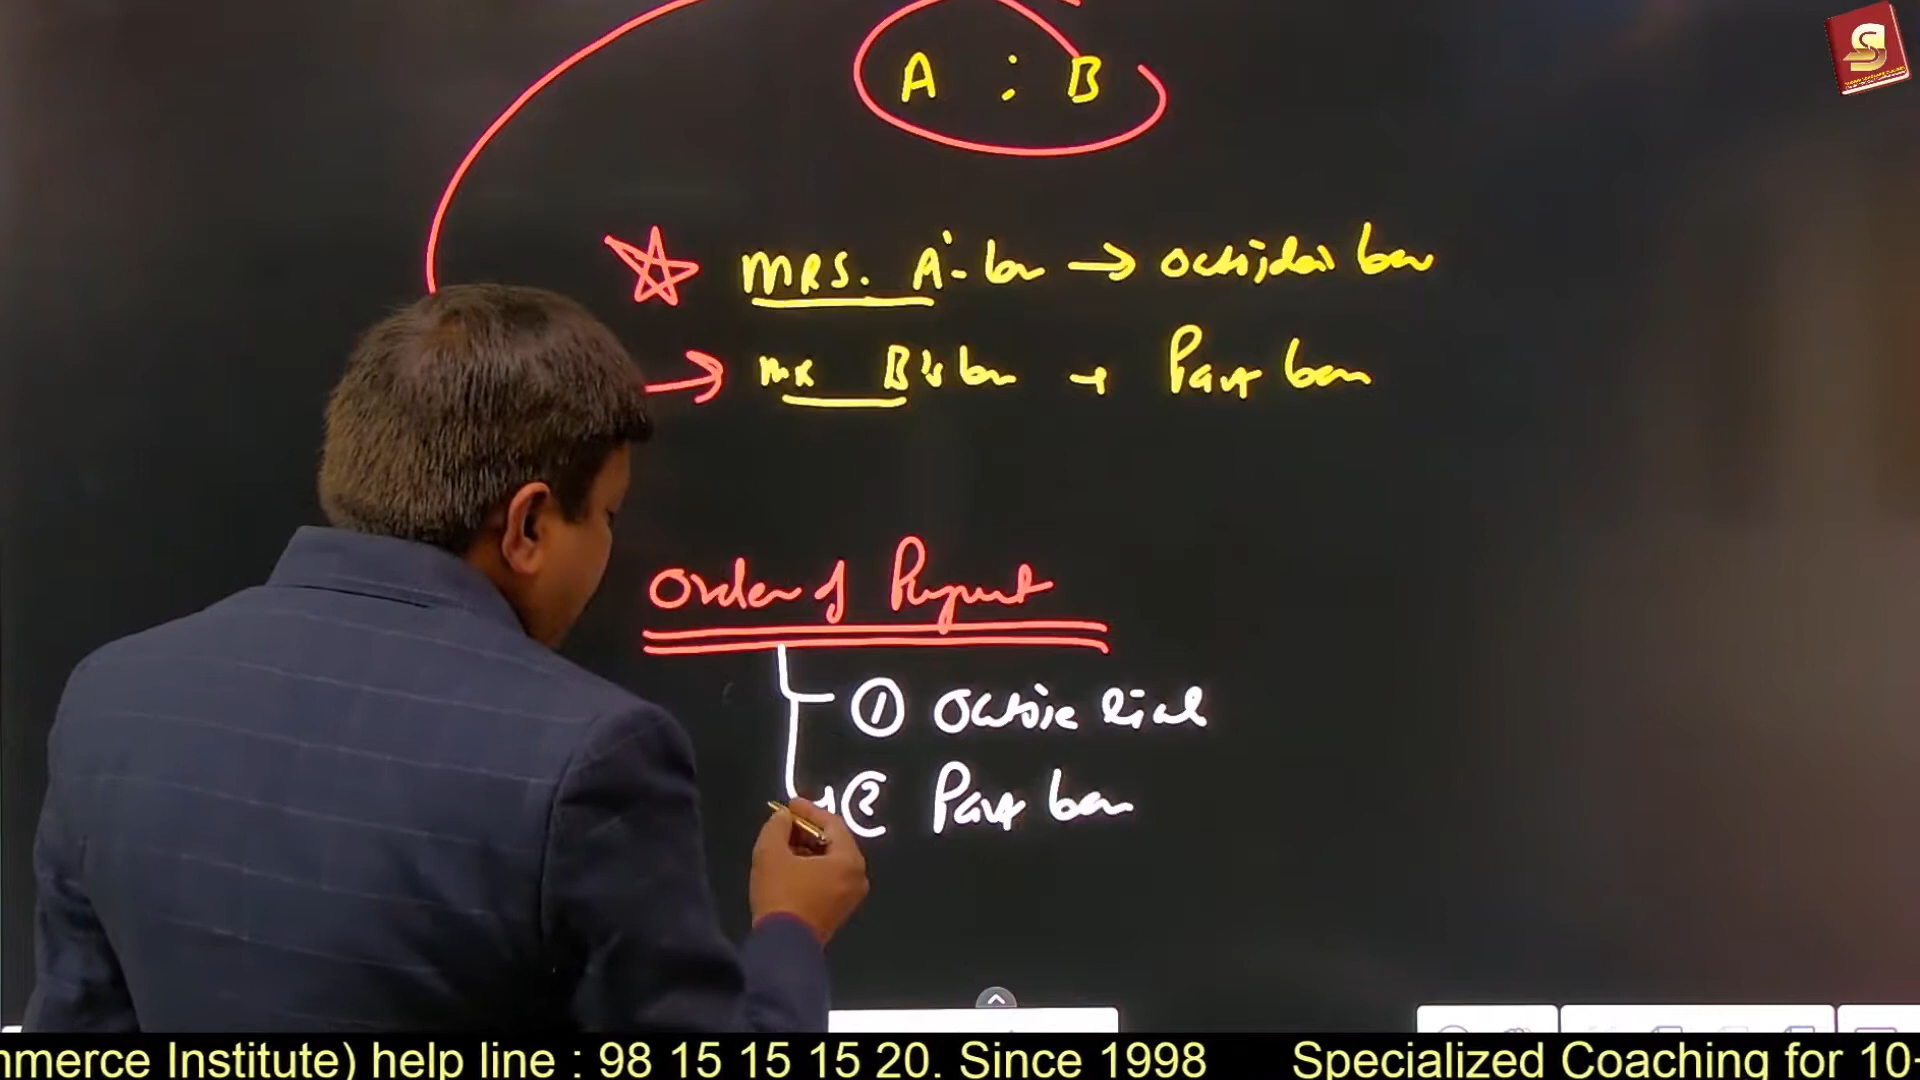 A : B
MRS. A's loan → outsider's loan
Mr B's loan → Part loan
Order of Payment
① Outside liab
② Part loan
mmerce Institute) help line : 98 15 15 15 20. Since 1998 Specialized Coaching for 10-